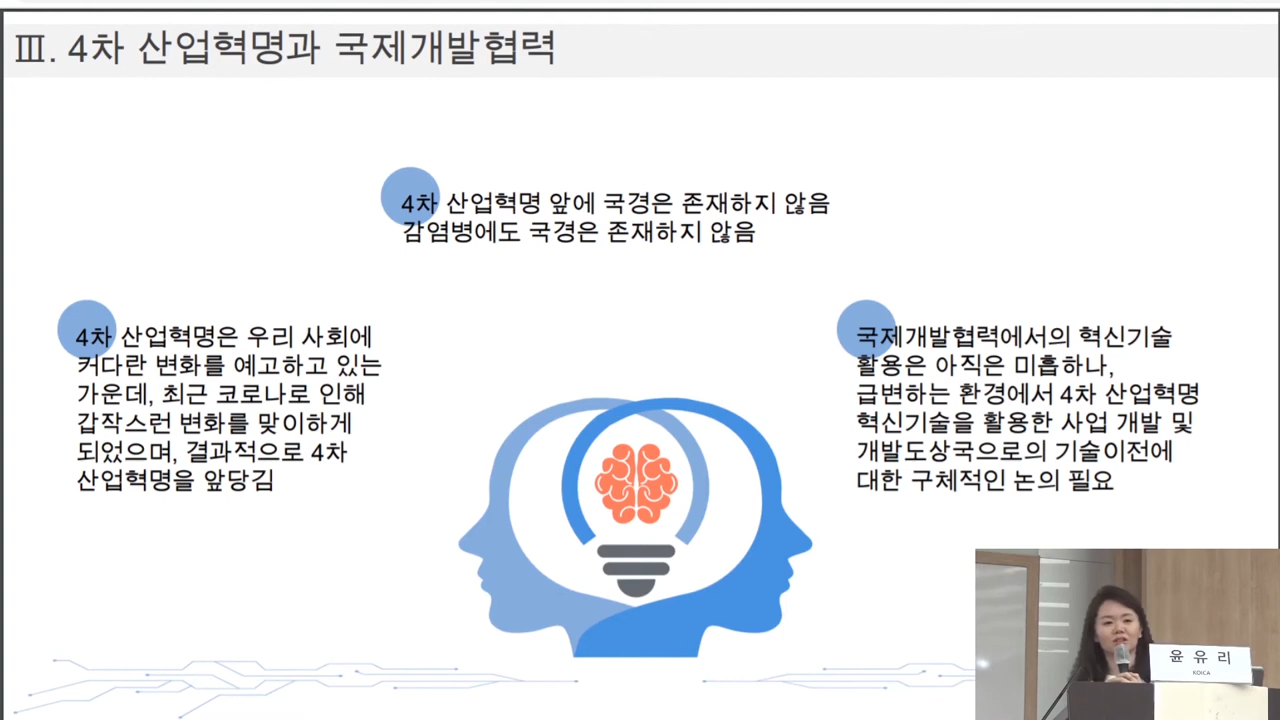 Ⅲ. 4차 산업혁명과 국제개발협력
4차 산업혁명 앞에 국경은 존재하지 않음
감염병에도 국경은 존재하지 않음
4차 산업혁명은 우리 사회에
커다란 변화를 예고하고 있는
가운데, 최근 코로나로 인해
갑작스런 변화를 맞이하게
되었으며, 결과적으로 4차
산업혁명을 앞당김
국제개발협력에서의 혁신기술
활용은 아직은 미흡하나,
급변하는 환경에서 4차 산업혁명
혁신기술을 활용한 사업 개발 및
개발도상국으로의 기술이전에
대한 구체적인 논의 필요
윤 유 리
KOICA